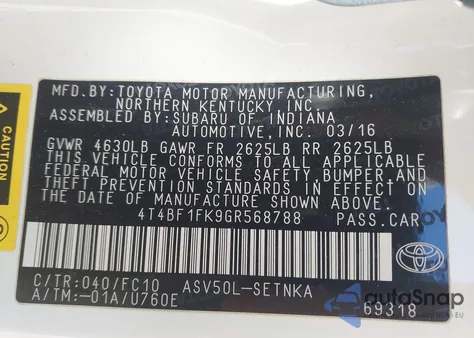 MFD.BY:TOYOTA MOTOR MANUFACTURING,
NORTHERN KENTUCKY, INC.
ASSEMBLED BY:SUBARU OF INDIANA
AUTOMOTIVE, INC. 03/16
GVWR 4630LB GAWR FR 2625LB RR 2625LB
THIS VEHICLE CONFORMS TO ALL APPLICABLE
FEDERAL MOTOR VEHICLE SAFETY, BUMPER, AND
THEFT PREVENTION STANDARDS IN EFFECT
ON THE DATE OF MANUFACTURE SHOWN ABOVE.
4T4BF1FK9GR568788 PASS.CAR
C/TR:040/FC10 ASV50L-SETNKA
A/TM:-01A/U760E 69318
autoSnap